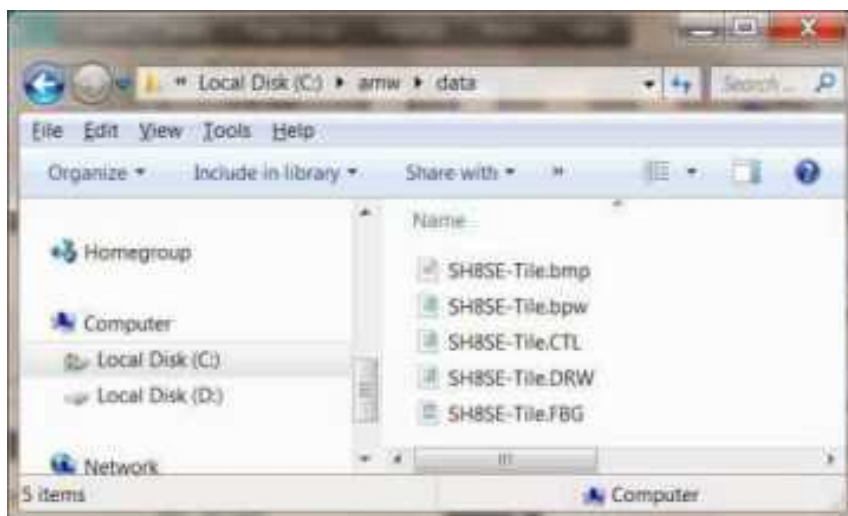 Local Disk (C:) ▸ amw ▸ data
Search
File Edit View Tools Help
Organize Include in library Share with »
Name
Homegroup
SH8SE-Tile.bmp
SH8SE-Tile.bpw
Computer
SH8SE-Tile.CTL
Local Disk (C:)
SH8SE-Tile.DRW
Local Disk (D:)
SH8SE-Tile.FBG
Network
5 items
Computer